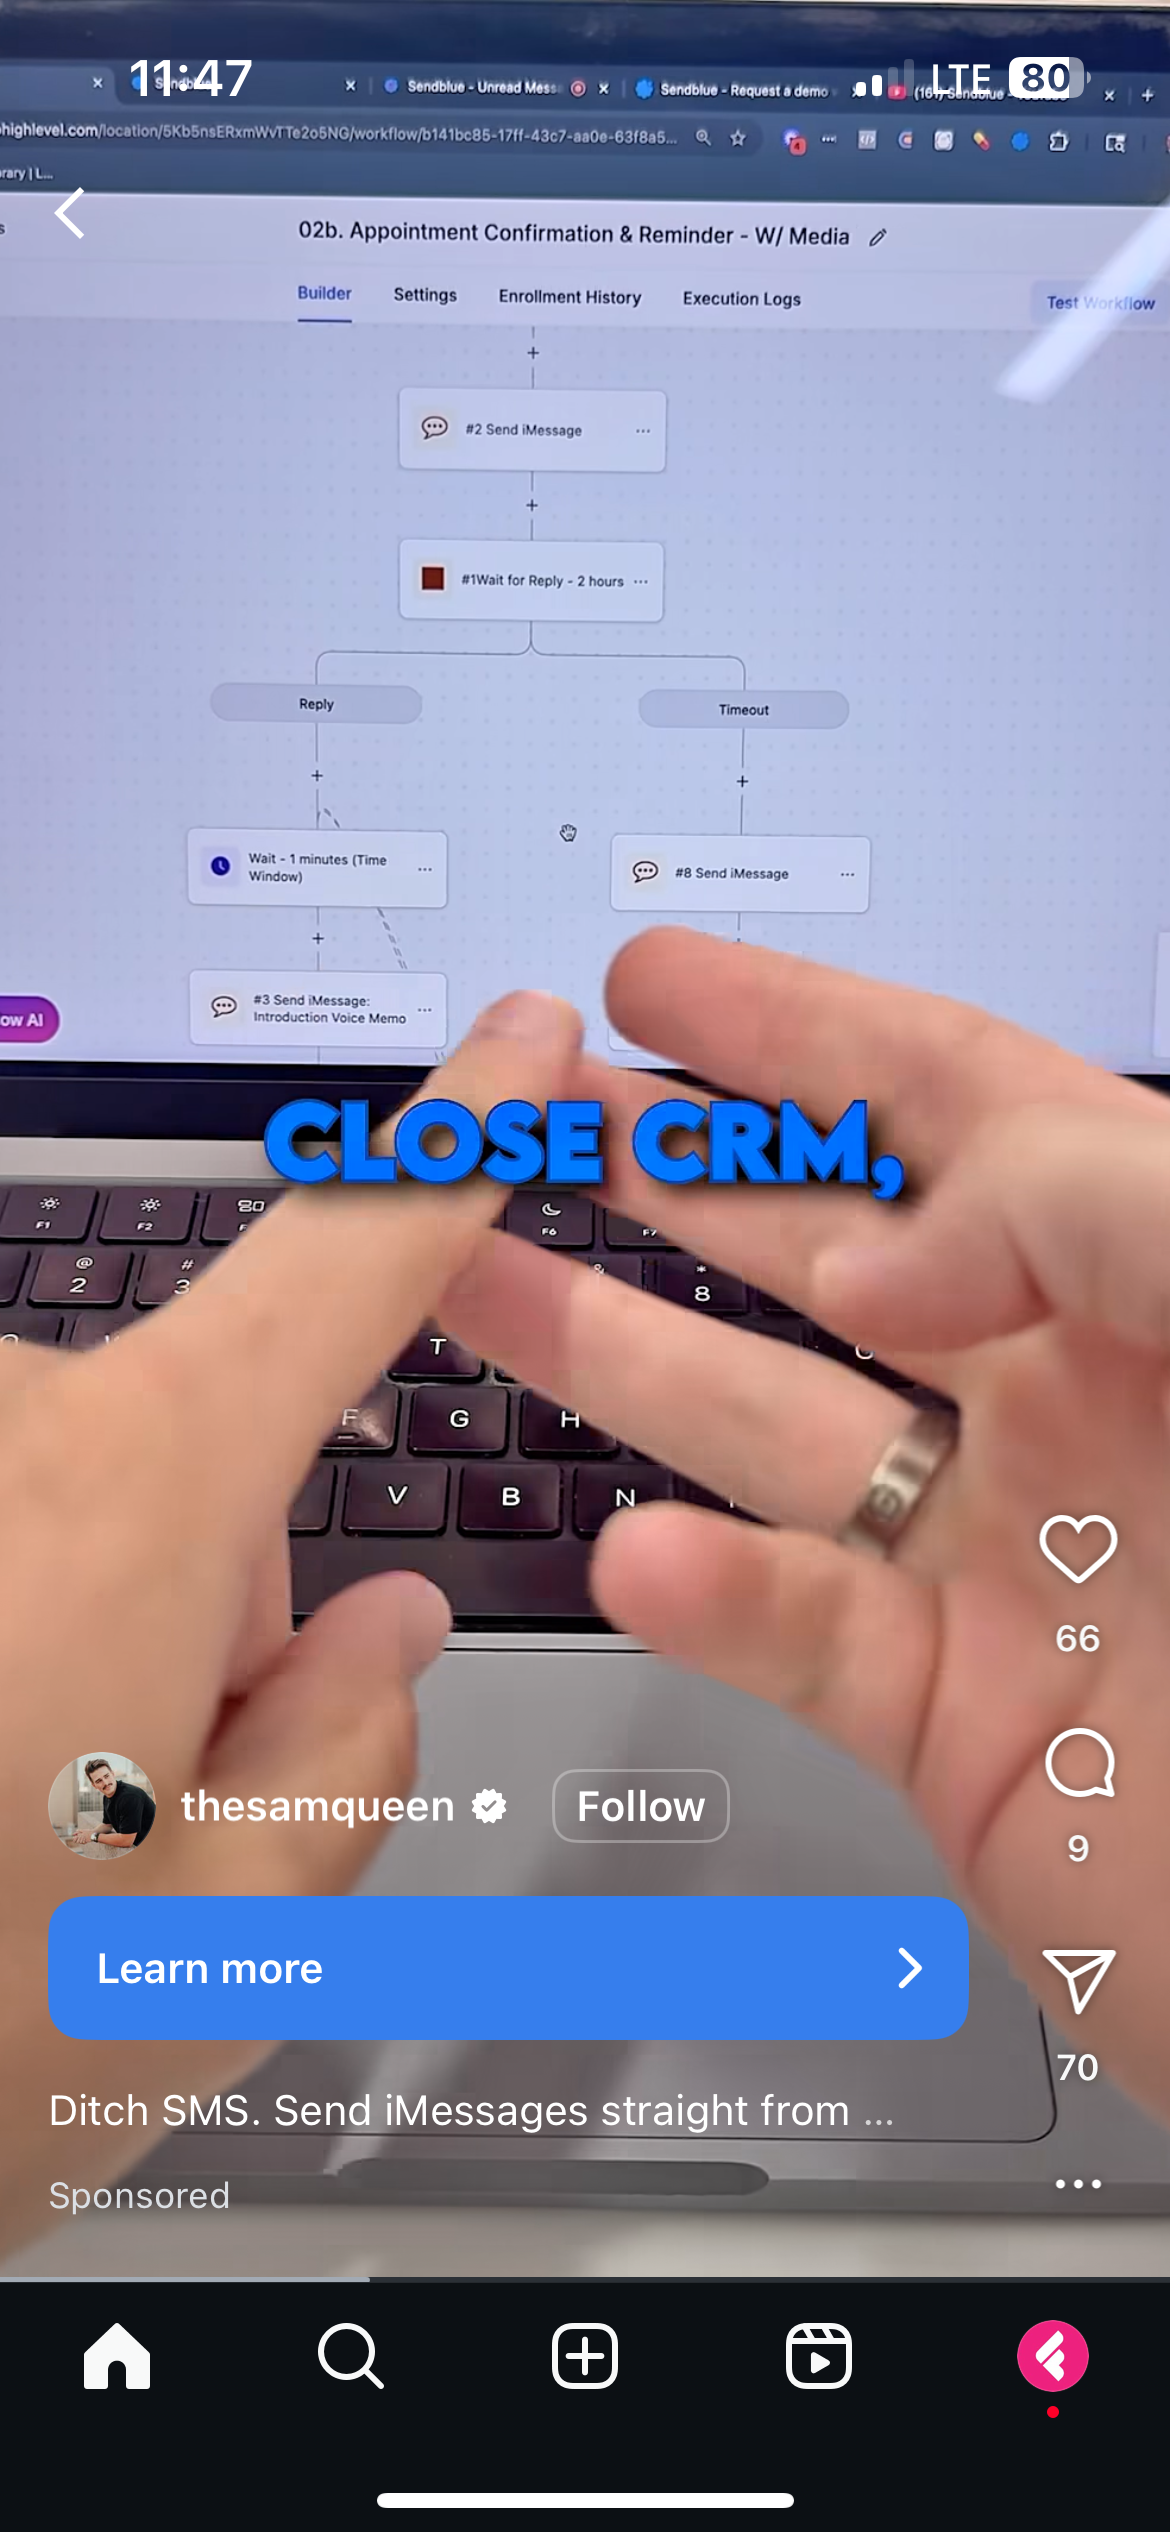 11:47
LTE
80
Sendblue - Unread Mess
Sendblue - Request a demo
highlevel.com/location/5Kb5nsERxmWvTTe2o5NG/workflow/b141bc85-17ff-43c7-aa0e-63f8a5...
rary | L...
02b. Appointment Confirmation & Reminder - W/ Media
Builder
Settings
Enrollment History
Execution Logs
Test Workflow
#2 Send iMessage
#1Wait for Reply - 2 hours
Reply
Timeout
Wait - 1 minutes (Time
Window)
#8 Send iMessage
#3 Send iMessage:
Introduction Voice Memo
ow AI
CLOSE CRM,
F1
F2
F6
F7
@
2
#
3
*
8
T
F
G
H
V
B
N
66
9
70
thesamqueen
Follow
Learn more
Ditch SMS. Send iMessages straight from ...
Sponsored